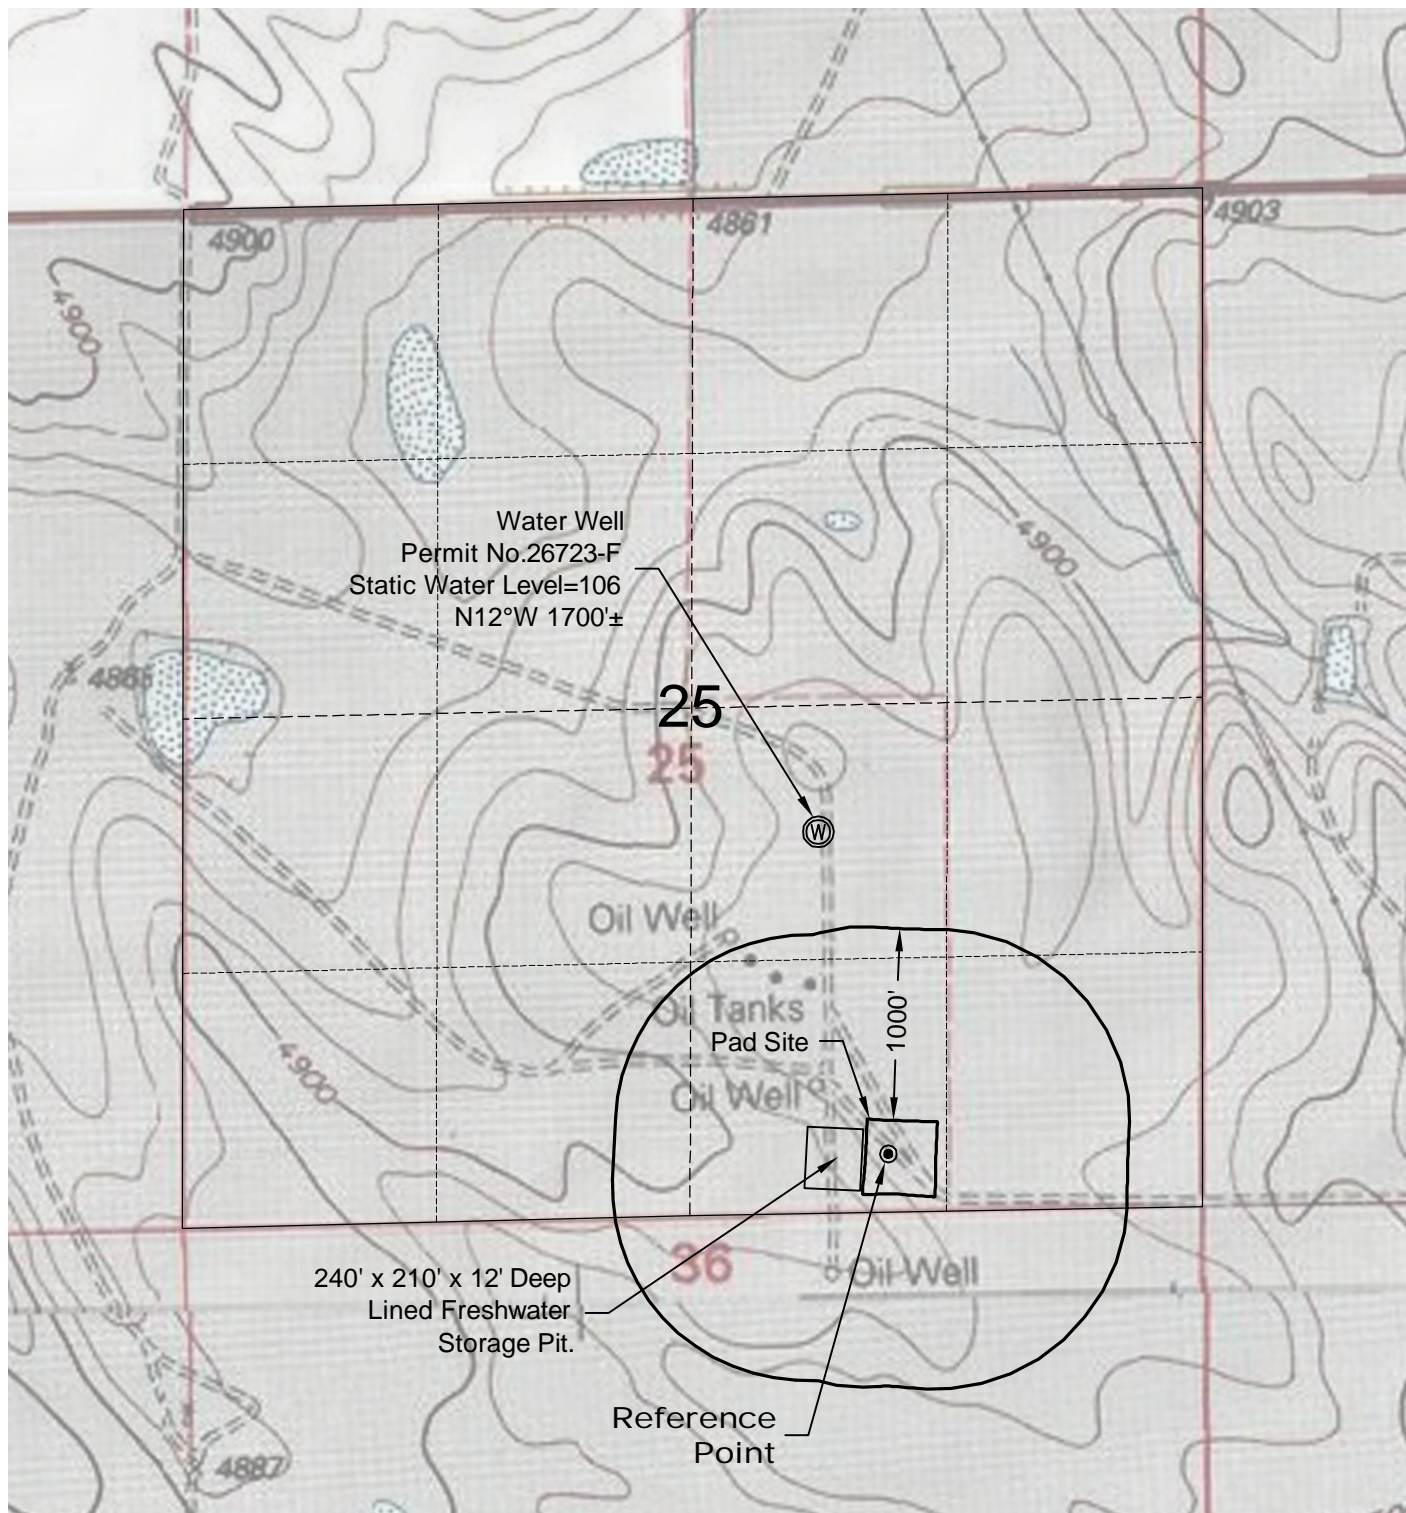 4900
4861
4903
4900
Water Well
Permit No.26723-F
Static Water Level=106
N12°W 1700'±
4900
25
25
W
Oil Well
Oil Tanks
Pad Site
1000'
Oil Well
4900
36
Oil Well
240' x 210' x 12' Deep
Lined Freshwater
Storage Pit.
Reference
Point
4887